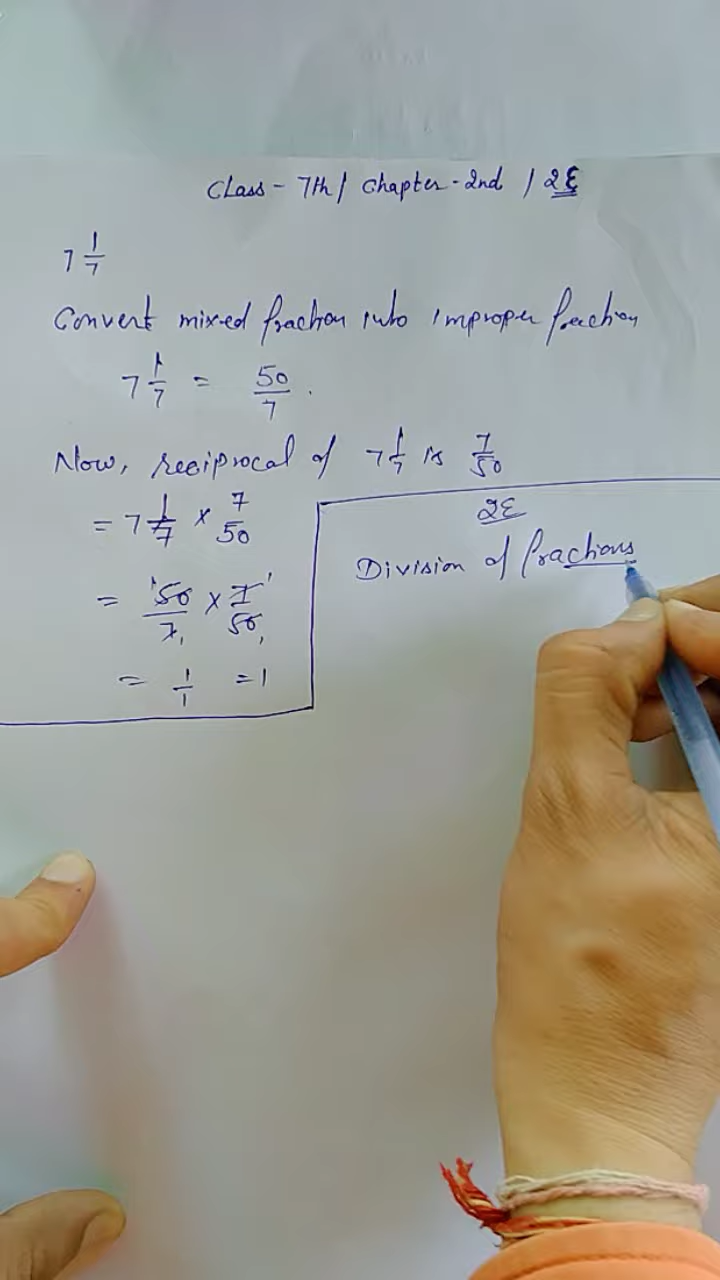 Class - 7th / Chapter - 2nd / 2E
7 1/7
Convert mixed fraction into improper fraction
7 1/7 = 50/7 .
Now, reciprocal of 7 1/7 is 7/50
= 7 1/7 × 7/50
= 50/7 × 7/50
= 1/1 = 1
2E
Division of fractions